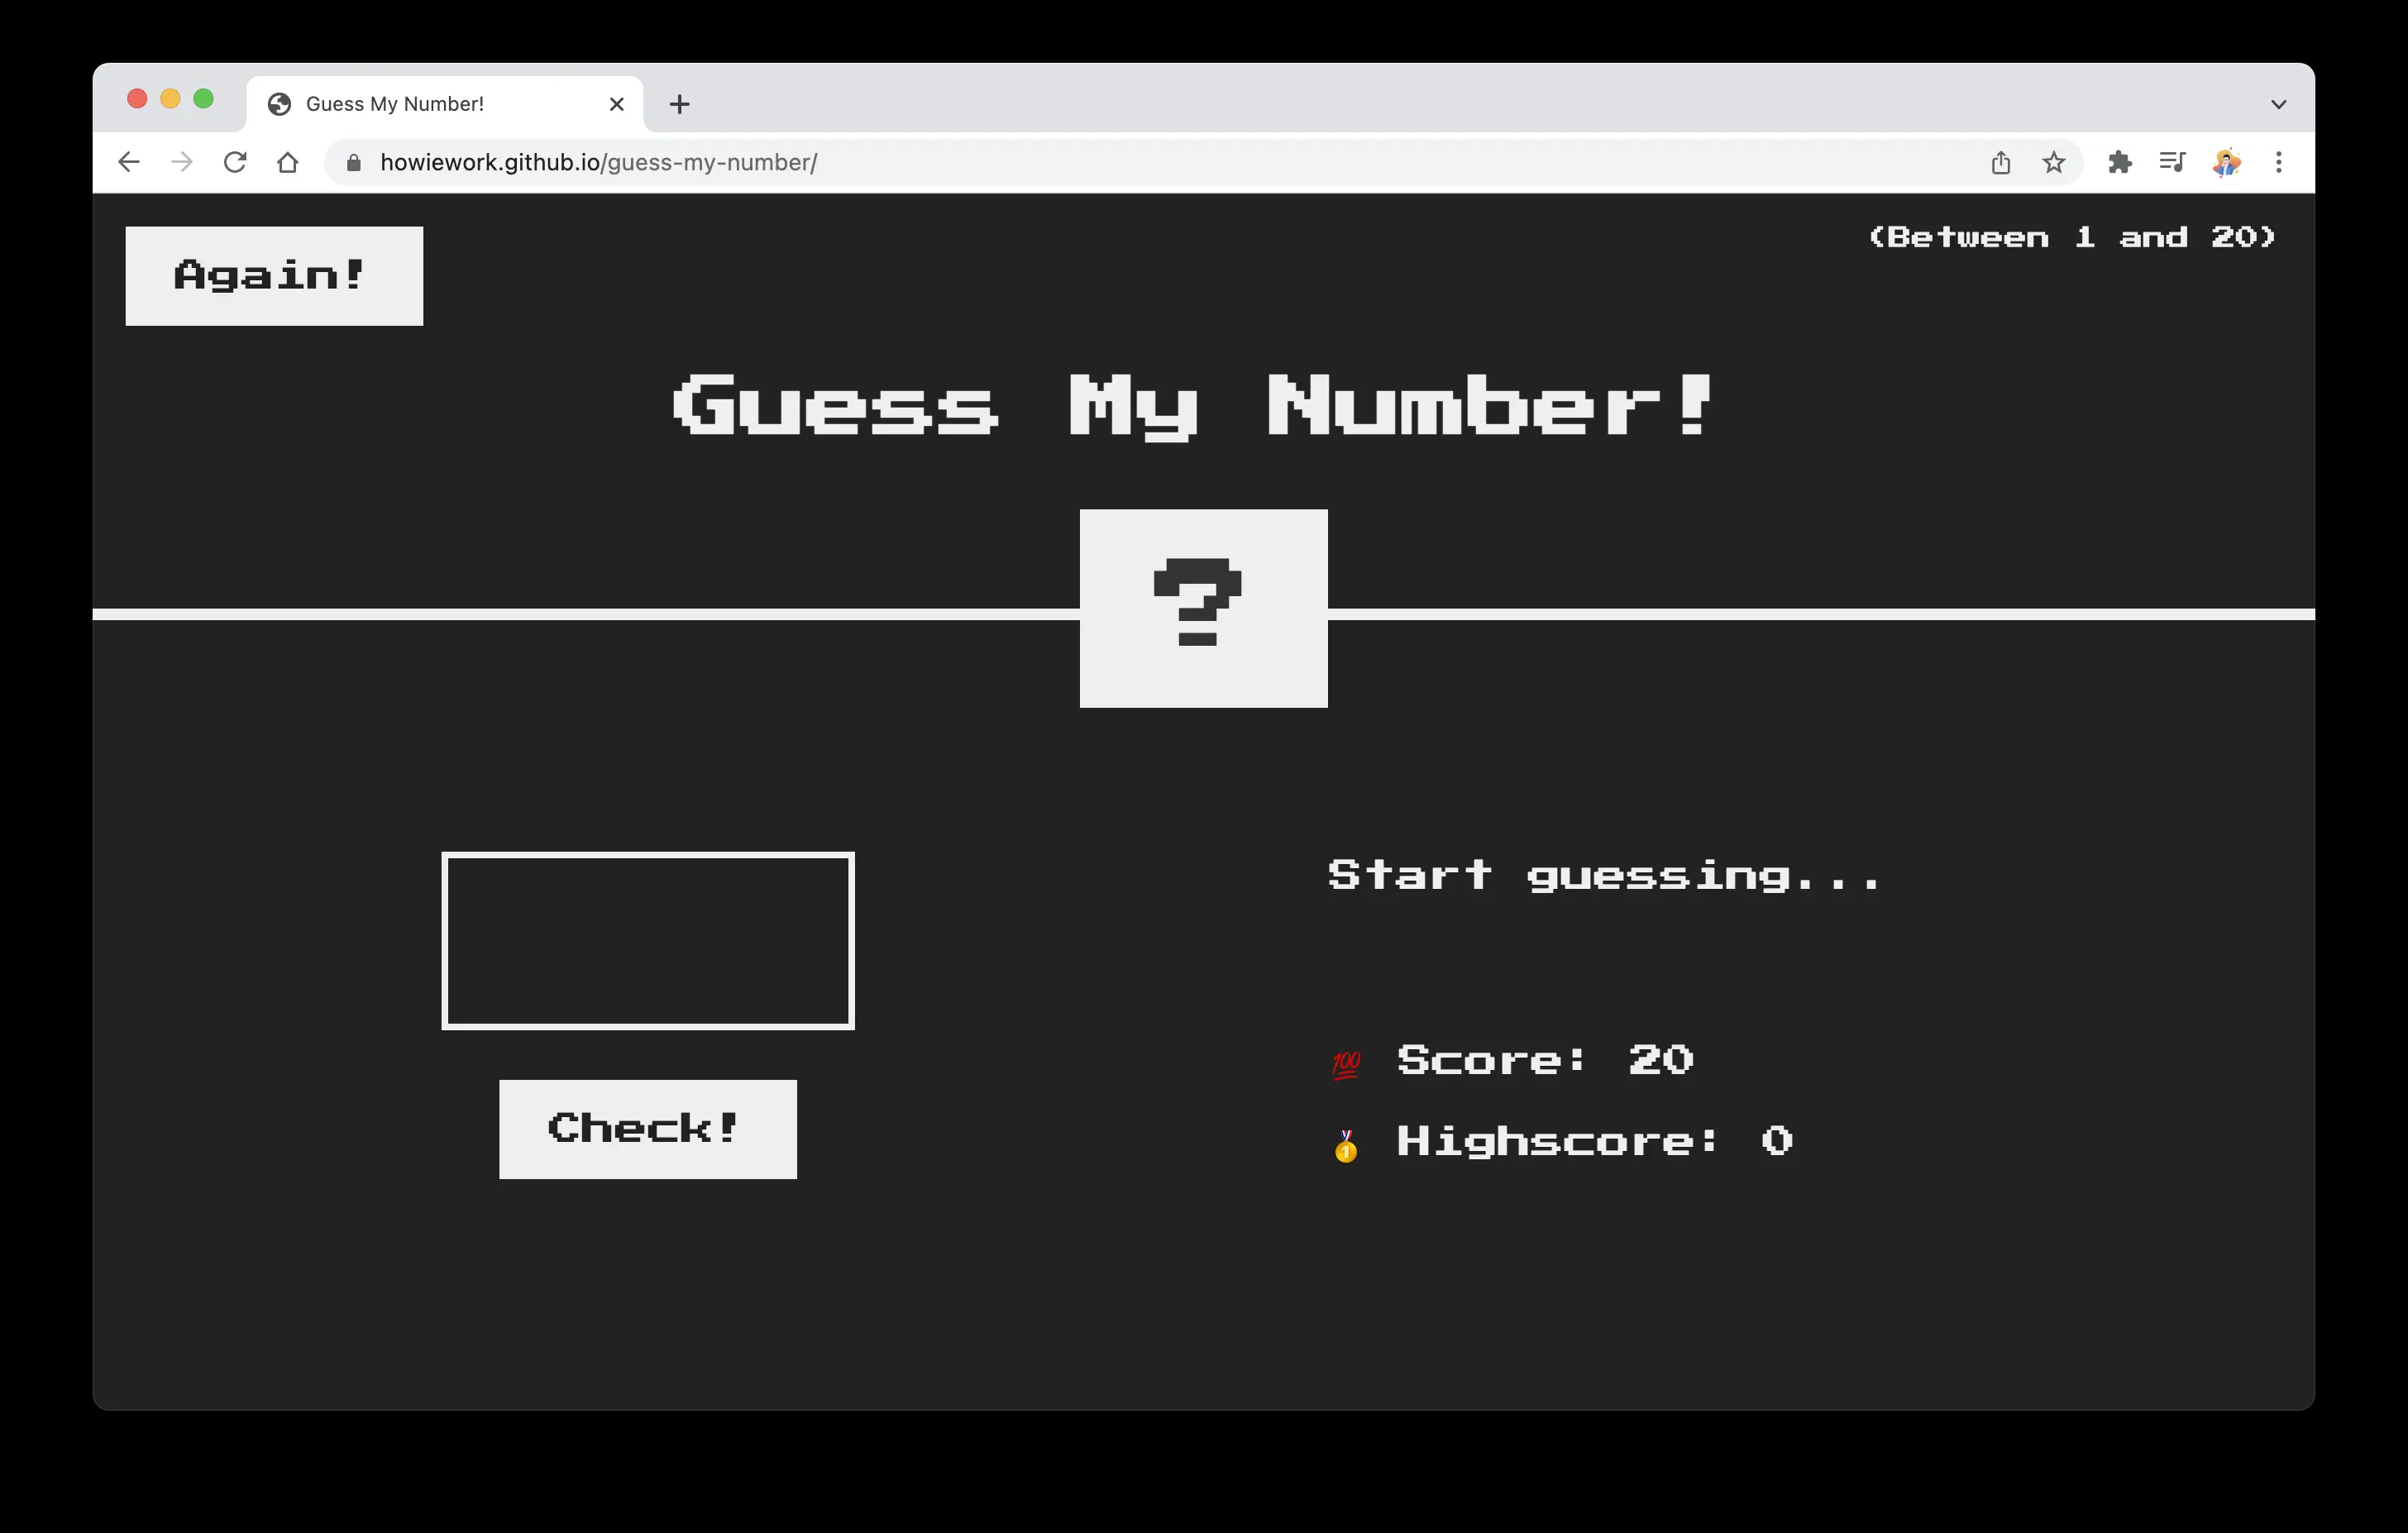 Guess My Number!
howiework.github.io/guess-my-number/
Again!
(Between 1 and 20)
Guess My Number!
?
Start guessing...
💯 Score: 20
Check!
🥇 Highscore: 0